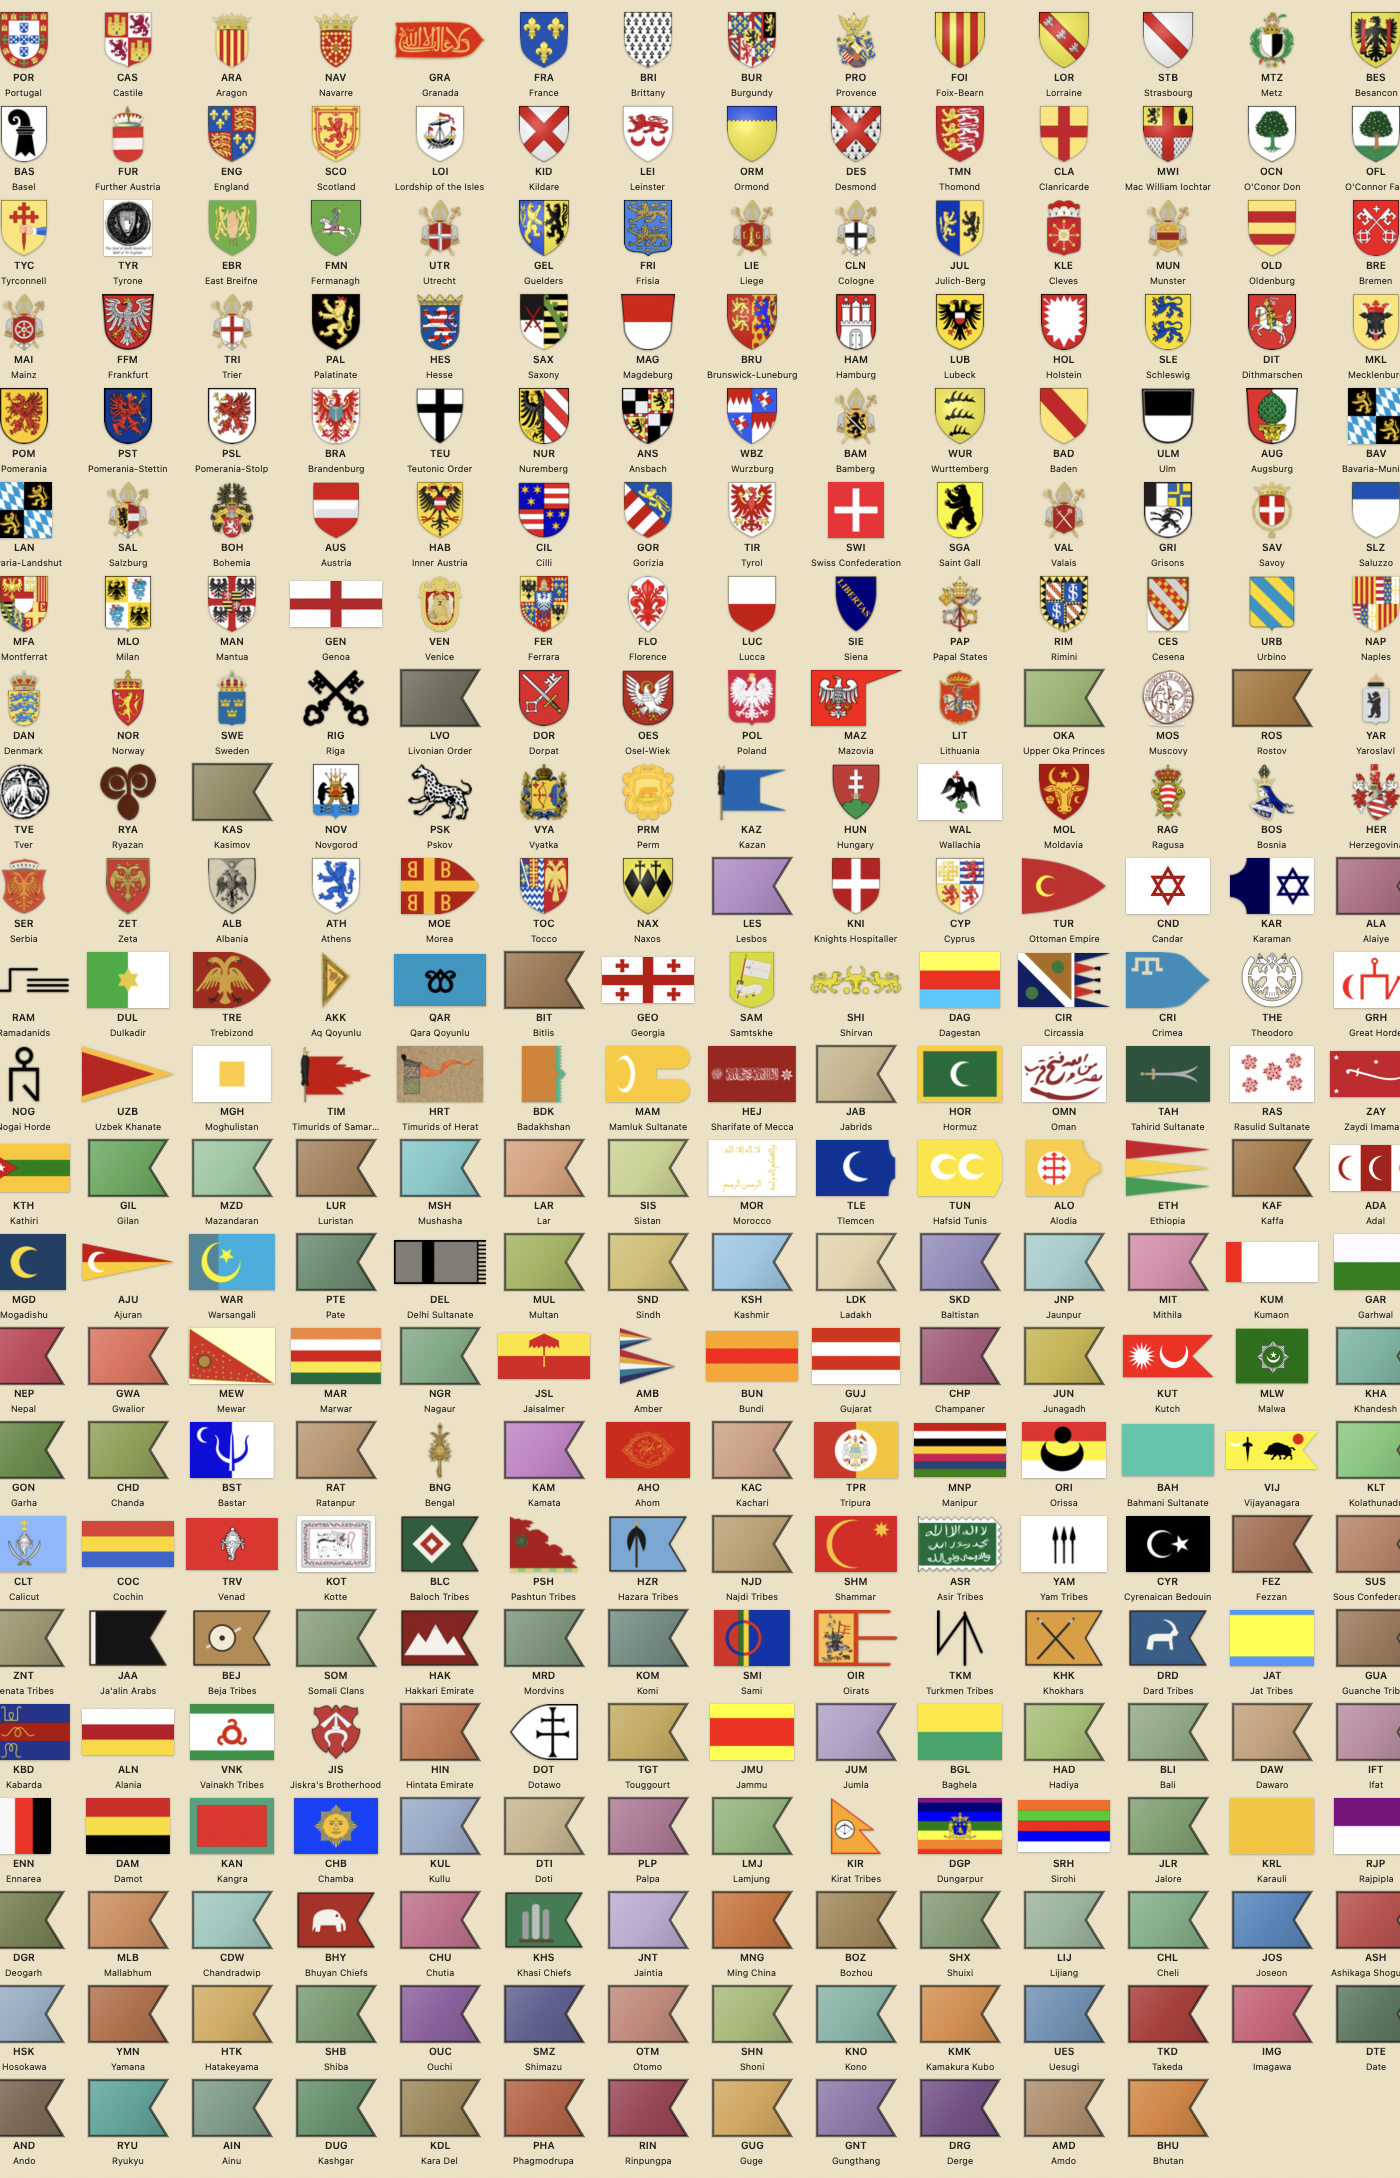 POR CAS ARA NAV GRA FRA BRI BUR PRO FOI LOR STB MTZ BES
Portugal Castile Aragon Navarre Granada France Brittany Burgundy Provence Foix-Bearn Lorraine Strasbourg Metz Besancon
BAS FUR ENG SCO LOI KID LEI ORM DES TMN CLA MWI OCN OFL
Basel Further Austria England Scotland Lordship of the Isles Kildare Leinster Ormond Desmond Thomond Clanricarde Mac William Iochtar O'Conor Don O'Connor Fa
TYC TYR EBR FMN UTR GEL FRI LIE CLN JUL KLE MUN OLD BRE
Tyrconnell Tyrone East Breifne Fermanagh Utrecht Guelders Frisia Liege Cologne Julich-Berg Cleves Munster Oldenburg Bremen
MAI FFM TRI PAL HES SAX MAG BRU HAM LUB HOL SLE DIT MKL
Mainz Frankfurt Trier Palatinate Hesse Saxony Magdeburg Brunswick-Luneburg Hamburg Lubeck Holstein Schleswig Dithmarschen Mecklenbur
POM PST PSL BRA TEU NUR ANS WBZ BAM WUR BAD ULM AUG BAV
Pomerania Pomerania-Stettin Pomerania-Stolp Brandenburg Teutonic Order Nuremberg Ansbach Wurzburg Bamberg Wurttemberg Baden Ulm Augsburg Bavaria-Muni
LAN SAL BOH AUS HAB CIL GOR TIR SWI SGA VAL GRI SAV SLZ
aria-Landshut Salzburg Bohemia Austria Inner Austria Cilli Gorizia Tyrol Swiss Confederation Saint Gall Valais Grisons Savoy Saluzzo
LIBERTAS
MFA MLO MAN GEN VEN FER FLO LUC SIE PAP RIM CES URB NAP
Montferrat Milan Mantua Genoa Venice Ferrara Florence Lucca Siena Papal States Rimini Cesena Urbino Naples
DAN NOR SWE RIG LVO DOR OES POL MAZ LIT OKA MOS ROS YAR
Denmark Norway Sweden Riga Livonian Order Dorpat Osel-Wiek Poland Mazovia Lithuania Upper Oka Princes Muscovy Rostov Yaroslavl
TVE RYA KAS NOV PSK VYA PRM KAZ HUN WAL MOL RAG BOS HER
Tver Ryazan Kasimov Novgorod Pskov Vyatka Perm Kazan Hungary Wallachia Moldavia Ragusa Bosnia Herzegovin
SER ZET ALB ATH MOE TOC NAX LES KNI CYP TUR CND KAR ALA
Serbia Zeta Albania Athens Morea Tocco Naxos Lesbos Knights Hospitaller Cyprus Ottoman Empire Candar Karaman Alaiye
RAM DUL TRE AKK QAR BIT GEO SAM SHI DAG CIR CRI THE GRH
Ramadanids Dulkadir Trebizond Aq Qoyunlu Qara Qoyunlu Bitlis Georgia Samtskhe Shirvan Dagestan Circassia Crimea Theodoro Great Horde
NOG UZB MGH TIM HRT BDK MAM HEJ JAB HOR OMN TAH RAS ZAY
Nogai Horde Uzbek Khanate Moghulistan Timurids of Samar... Timurids of Herat Badakhshan Mamluk Sultanate Sharifate of Mecca Jabrids Hormuz Oman Tahirid Sultanate Rasulid Sultanate Zaydi Imama
KTH GIL MZD LUR MSH LAR SIS MOR TLE TUN ALO ETH KAF ADA
Kathiri Gilan Mazandaran Luristan Mushasha Lar Sistan Morocco Tlemcen Hafsid Tunis Alodia Ethiopia Kaffa Adal
MGD AJU WAR PTE DEL MUL SND KSH LDK SKD JNP MIT KUM GAR
Mogadishu Ajuran Warsangali Pate Delhi Sultanate Multan Sindh Kashmir Ladakh Baltistan Jaunpur Mithila Kumaon Garhwal
NEP GWA MEW MAR NGR JSL AMB BUN GUJ CHP JUN KUT MLW KHA
Nepal Gwalior Mewar Marwar Nagaur Jaisalmer Amber Bundi Gujarat Champaner Junagadh Kutch Malwa Khandesh
GON CHD BST RAT BNG KAM AHO KAC TPR MNP ORI BAH VIJ KLT
Garha Chanda Bastar Ratanpur Bengal Kamata Ahom Kachari Tripura Manipur Orissa Bahmani Sultanate Vijayanagara Kolathunadu
CLT COC TRV KOT BLC PSH HZR NJD SHM ASR YAM CYR FEZ SUS
Calicut Cochin Venad Kotte Baloch Tribes Pashtun Tribes Hazara Tribes Najdi Tribes Shammar Asir Tribes Yam Tribes Cyrenaican Bedouin Fezzan Sous Confedera
ZNT JAA BEJ SOM HAK MRD KOM SMI OIR TKM KHK DRD JAT GUA
enata Tribes Ja'alin Arabs Beja Tribes Somali Clans Hakkari Emirate Mordvins Komi Sami Oirats Turkmen Tribes Khokhars Dard Tribes Jat Tribes Guanche Trib
KBD ALN VNK JIS HIN DOT TGT JMU JUM BGL HAD BLI DAW IFT
Kabarda Alania Vainakh Tribes Jiskra's Brotherhood Hintata Emirate Dotawo Touggourt Jammu Jumla Baghela Hadiya Bali Dawaro Ifat
ENN DAM KAN CHB KUL DTI PLP LMJ KIR DGP SRH JLR KRL RJP
Ennarea Damot Kangra Chamba Kullu Doti Palpa Lamjung Kirat Tribes Dungarpur Sirohi Jalore Karauli Rajpipla
DGR MLB CDW BHY CHU KHS JNT MNG BOZ SHX LIJ CHL JOS ASH
Deogarh Mallabhum Chandradwip Bhuyan Chiefs Chutia Khasi Chiefs Jaintia Ming China Bozhou Shuixi Lijiang Cheli Joseon Ashikaga Shogu
HSK YMN HTK SHB OUC SMZ OTM SHN KNO KMK UES TKD IMG DTE
Hosokawa Yamana Hatakeyama Shiba Ouchi Shimazu Otomo Shoni Kono Kamakura Kubo Uesugi Takeda Imagawa Date
AND RYU AIN DUG KDL PHA RIN GUG GNT DRG AMD BHU
Ando Ryukyu Ainu Kashgar Kara Del Phagmodrupa Rinpungpa Guge Gungthang Derge Amdo Bhutan